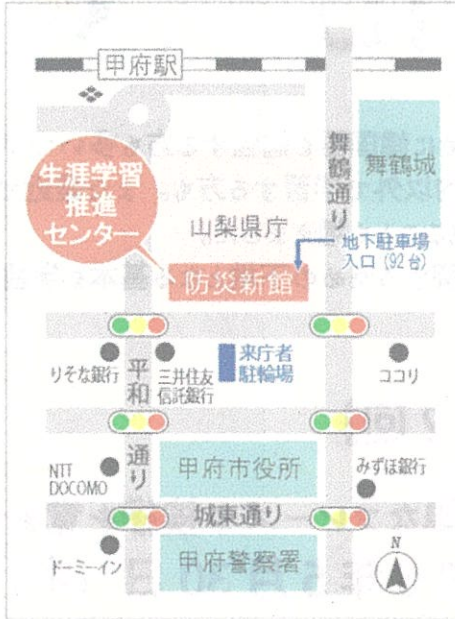 甲府駅
舞鶴通り
舞鶴城
生涯学習
推進
センター
山梨県庁
地下駐車場
入口(92台)
防災新館
りそな銀行
平和通り
三井住友
信託銀行
来庁者
駐輪場
ココリ
NTT
DOCOMO
甲府市役所
みずほ銀行
城東通り
ドーミーイン
甲府警察署
N